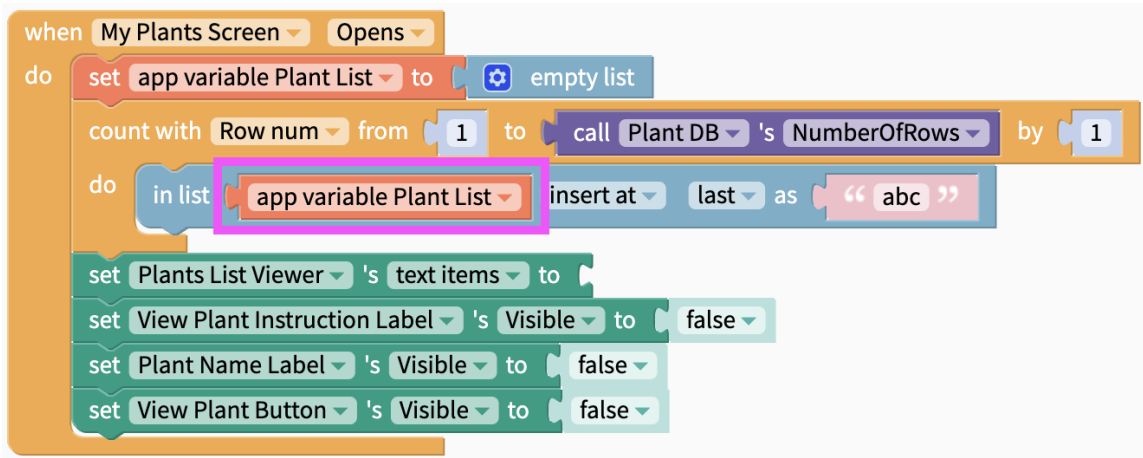 when My Plants Screen Opens
do set app variable Plant List to empty list
count with Row num from 1 to call Plant DB 's NumberOfRows by 1
do in list app variable Plant List insert at last as “ abc ”
set Plants List Viewer 's text items to
set View Plant Instruction Label 's Visible to false
set Plant Name Label 's Visible to false
set View Plant Button 's Visible to false